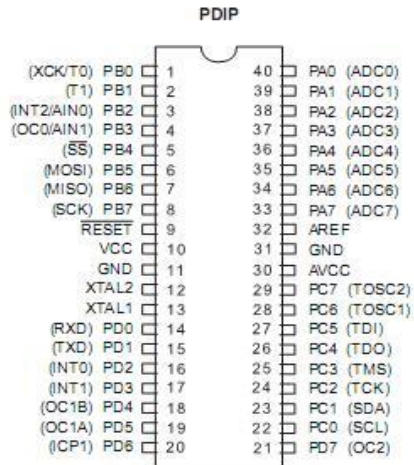 PDIP
(XCK/T0) PB0 1 40 PA0 (ADC0)
(T1) PB1 2 39 PA1 (ADC1)
(INT2/AIN0) PB2 3 38 PA2 (ADC2)
(OC0/AIN1) PB3 4 37 PA3 (ADC3)
(SS) PB4 5 36 PA4 (ADC4)
(MOSI) PB5 6 35 PA5 (ADC5)
(MISO) PB6 7 34 PA6 (ADC6)
(SCK) PB7 8 33 PA7 (ADC7)
RESET 9 32 AREF
VCC 10 31 GND
GND 11 30 AVCC
XTAL2 12 29 PC7 (TOSC2)
XTAL1 13 28 PC6 (TOSC1)
(RXD) PD0 14 27 PC5 (TDI)
(TXD) PD1 15 26 PC4 (TDO)
(INT0) PD2 16 25 PC3 (TMS)
(INT1) PD3 17 24 PC2 (TCK)
(OC1B) PD4 18 23 PC1 (SDA)
(OC1A) PD5 19 22 PC0 (SCL)
(ICP1) PD6 20 21 PD7 (OC2)